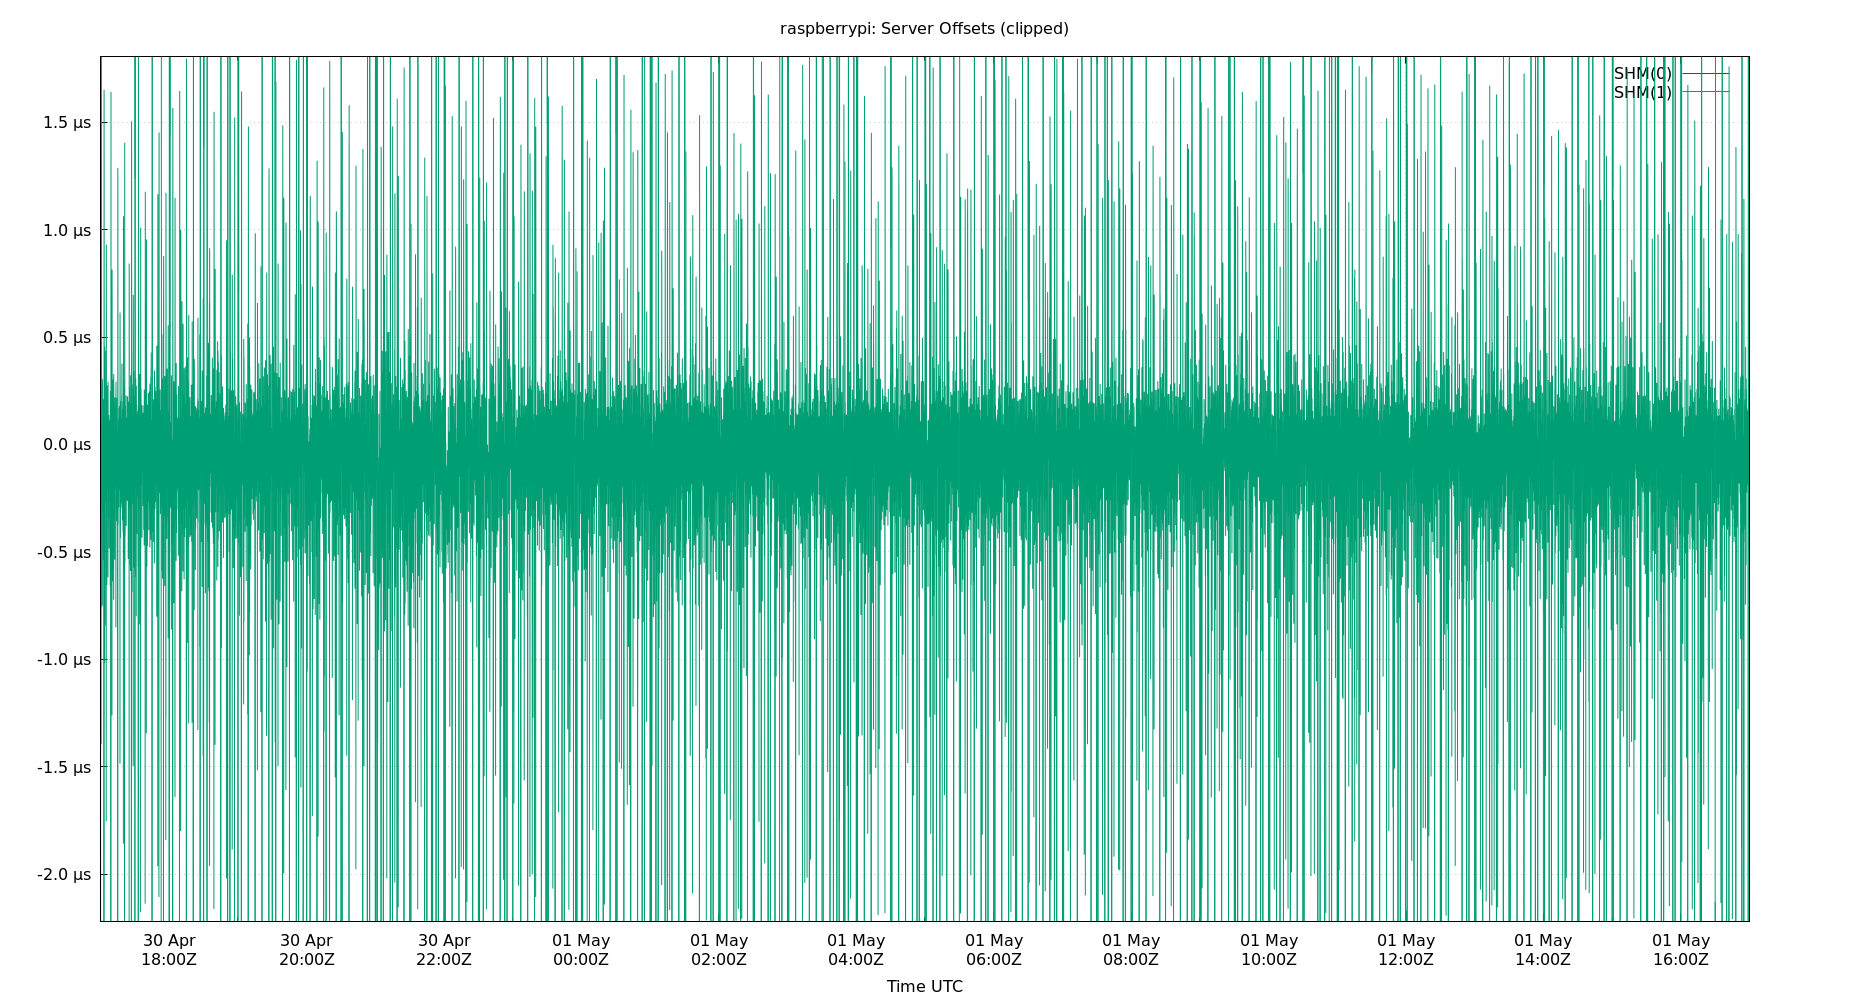 raspberrypi: Server Offsets (clipped)
SHM(0)
SHM(1)
1.5 µs
1.0 µs
0.5 µs
0.0 µs
-0.5 µs
-1.0 µs
-1.5 µs
-2.0 µs
30 Apr 30 Apr 30 Apr 01 May 01 May 01 May 01 May 01 May 01 May 01 May 01 May 01 May
18:00Z 20:00Z 22:00Z 00:00Z 02:00Z 04:00Z 06:00Z 08:00Z 10:00Z 12:00Z 14:00Z 16:00Z
Time UTC